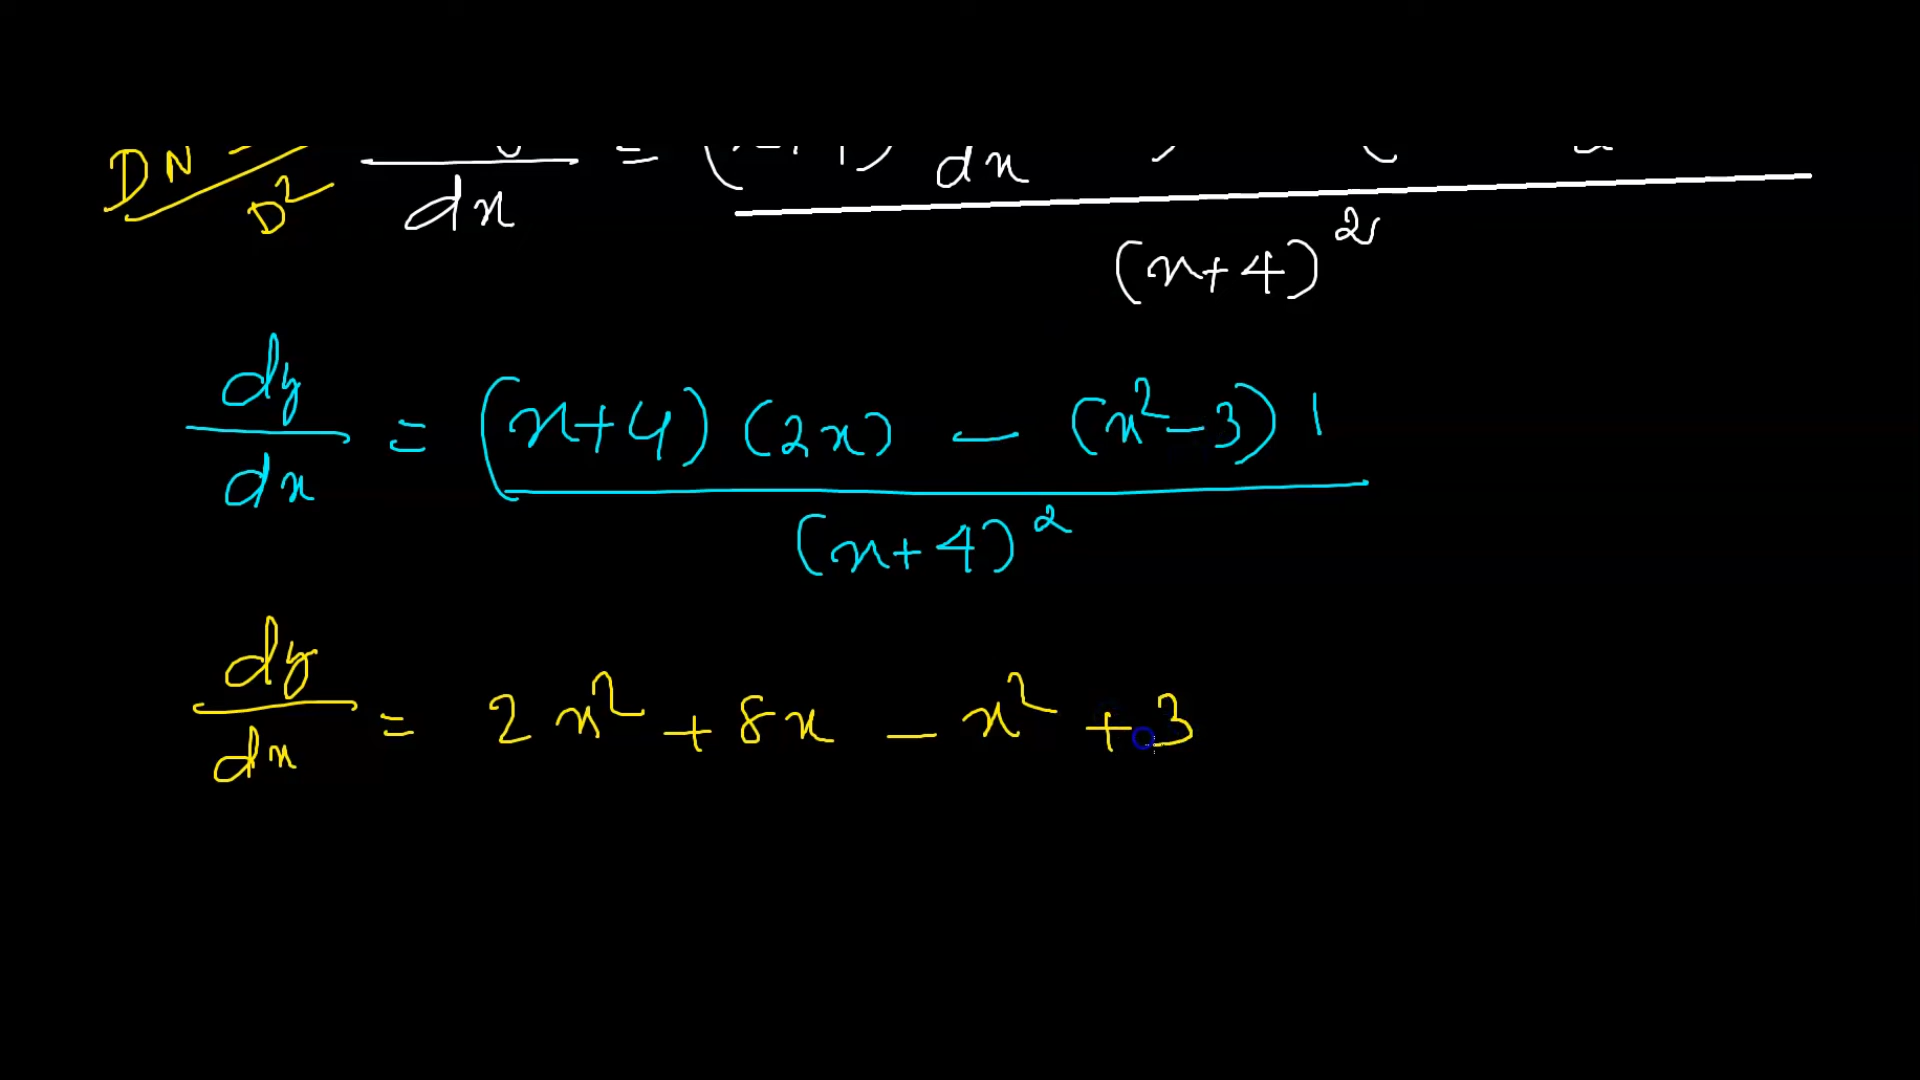 DN
D²
dx = dx
(x+4)²
dy/dx = (x+4)(2x) - (x²-3)1
(x+4)²
dy/dx = 2x² + 8x - x² + 3